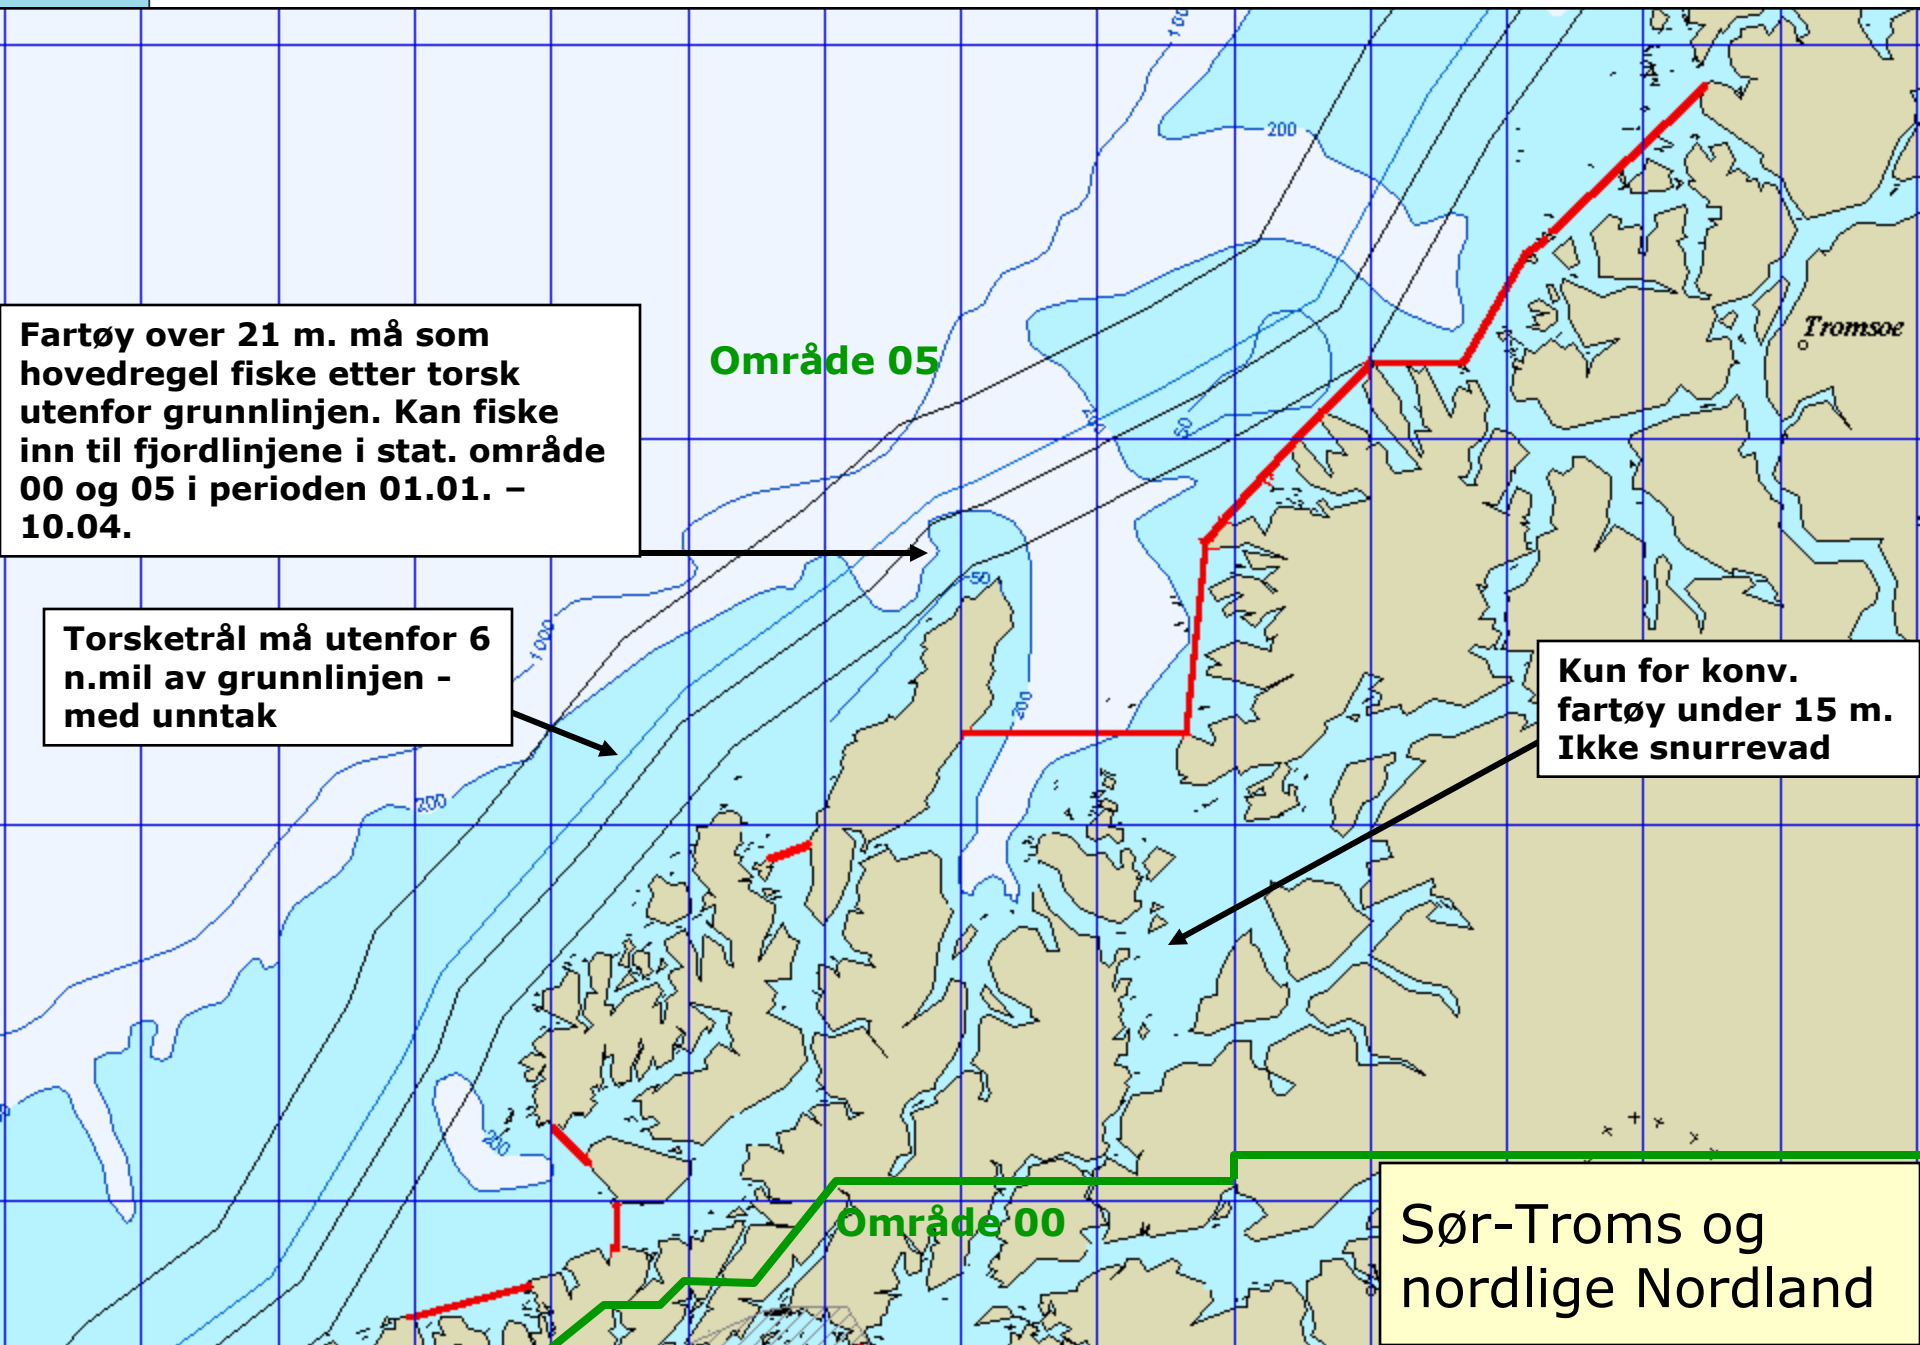 100
200
Tromsoe
Fartøy over 21 m. må som
hovedregel fiske etter torsk
utenfor grunnlinjen. Kan fiske
inn til fjordlinjene i stat. område
00 og 05 i perioden 01.01. –
10.04.
Område 05
200
50
50
Torsketrål må utenfor 6
n.mil av grunnlinjen -
med unntak
1000
Kun for konv.
fartøy under 15 m.
Ikke snurrevad
200
200
200
Område 00
Sør-Troms og
nordlige Nordland